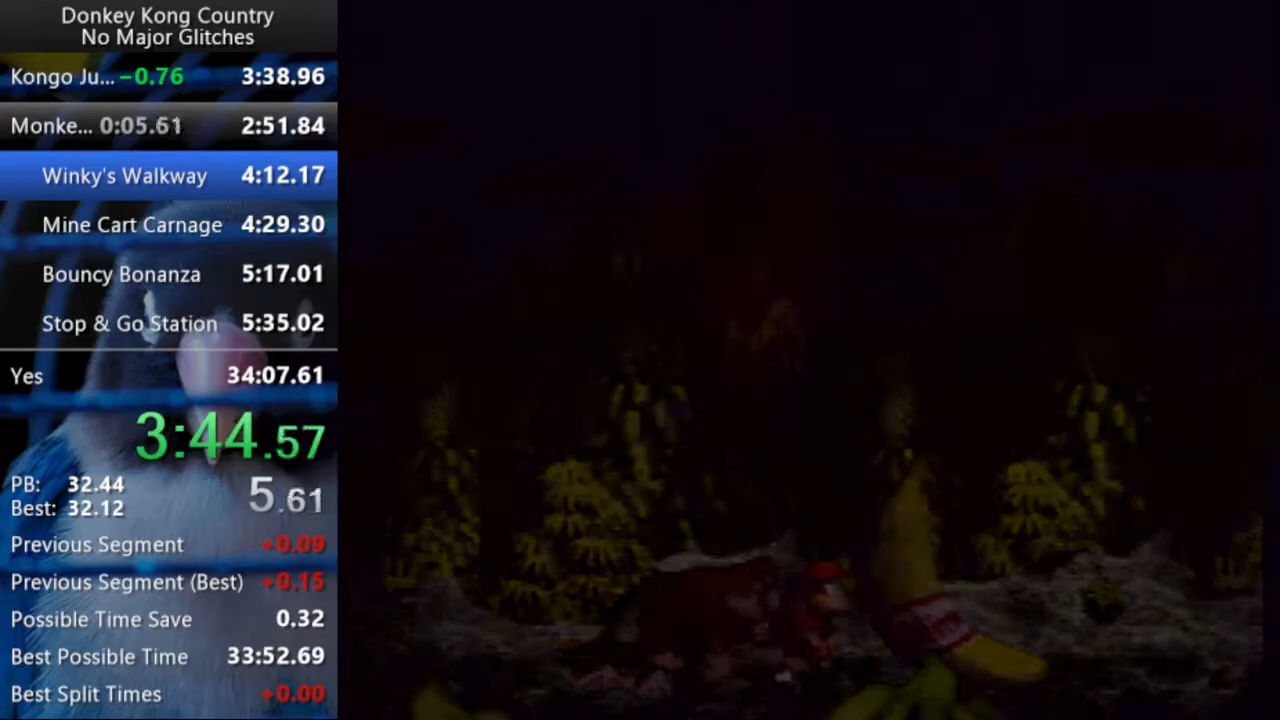 Donkey Kong Country
No Major Glitches
Kongo Ju... −0.76 3:38.96
Monke... 0:05.61 2:51.84
Winky's Walkway 4:12.17
Mine Cart Carnage 4:29.30
Bouncy Bonanza 5:17.01
Stop & Go Station 5:35.02
Yes 34:07.61
3:44.57
PB: 32.44
Best: 32.12
5.61
Previous Segment +0.09
Previous Segment (Best) +0.15
Possible Time Save 0.32
Best Possible Time 33:52.69
Best Split Times +0.00